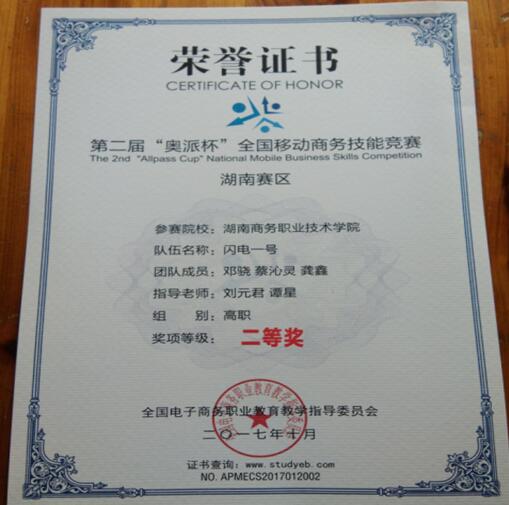 荣誉证书
CERTIFICATE OF HONOR
第二届“奥派杯”全国移动商务技能竞赛
The 2nd "Allpass Cup" National Mobile Business Skills Competition
湖南赛区
参赛院校：湖南商务职业技术学院
队伍名称：闪电一号
团队成员：邓骁 蔡沁灵 龚鑫
指导老师：刘元君 谭星
组 别：高职
奖项等级：二等奖
全国电子商务职业教育教学指导委员会
二〇一七年十月
证书查询：www.studyeb.com
NO. APMECS2017012002